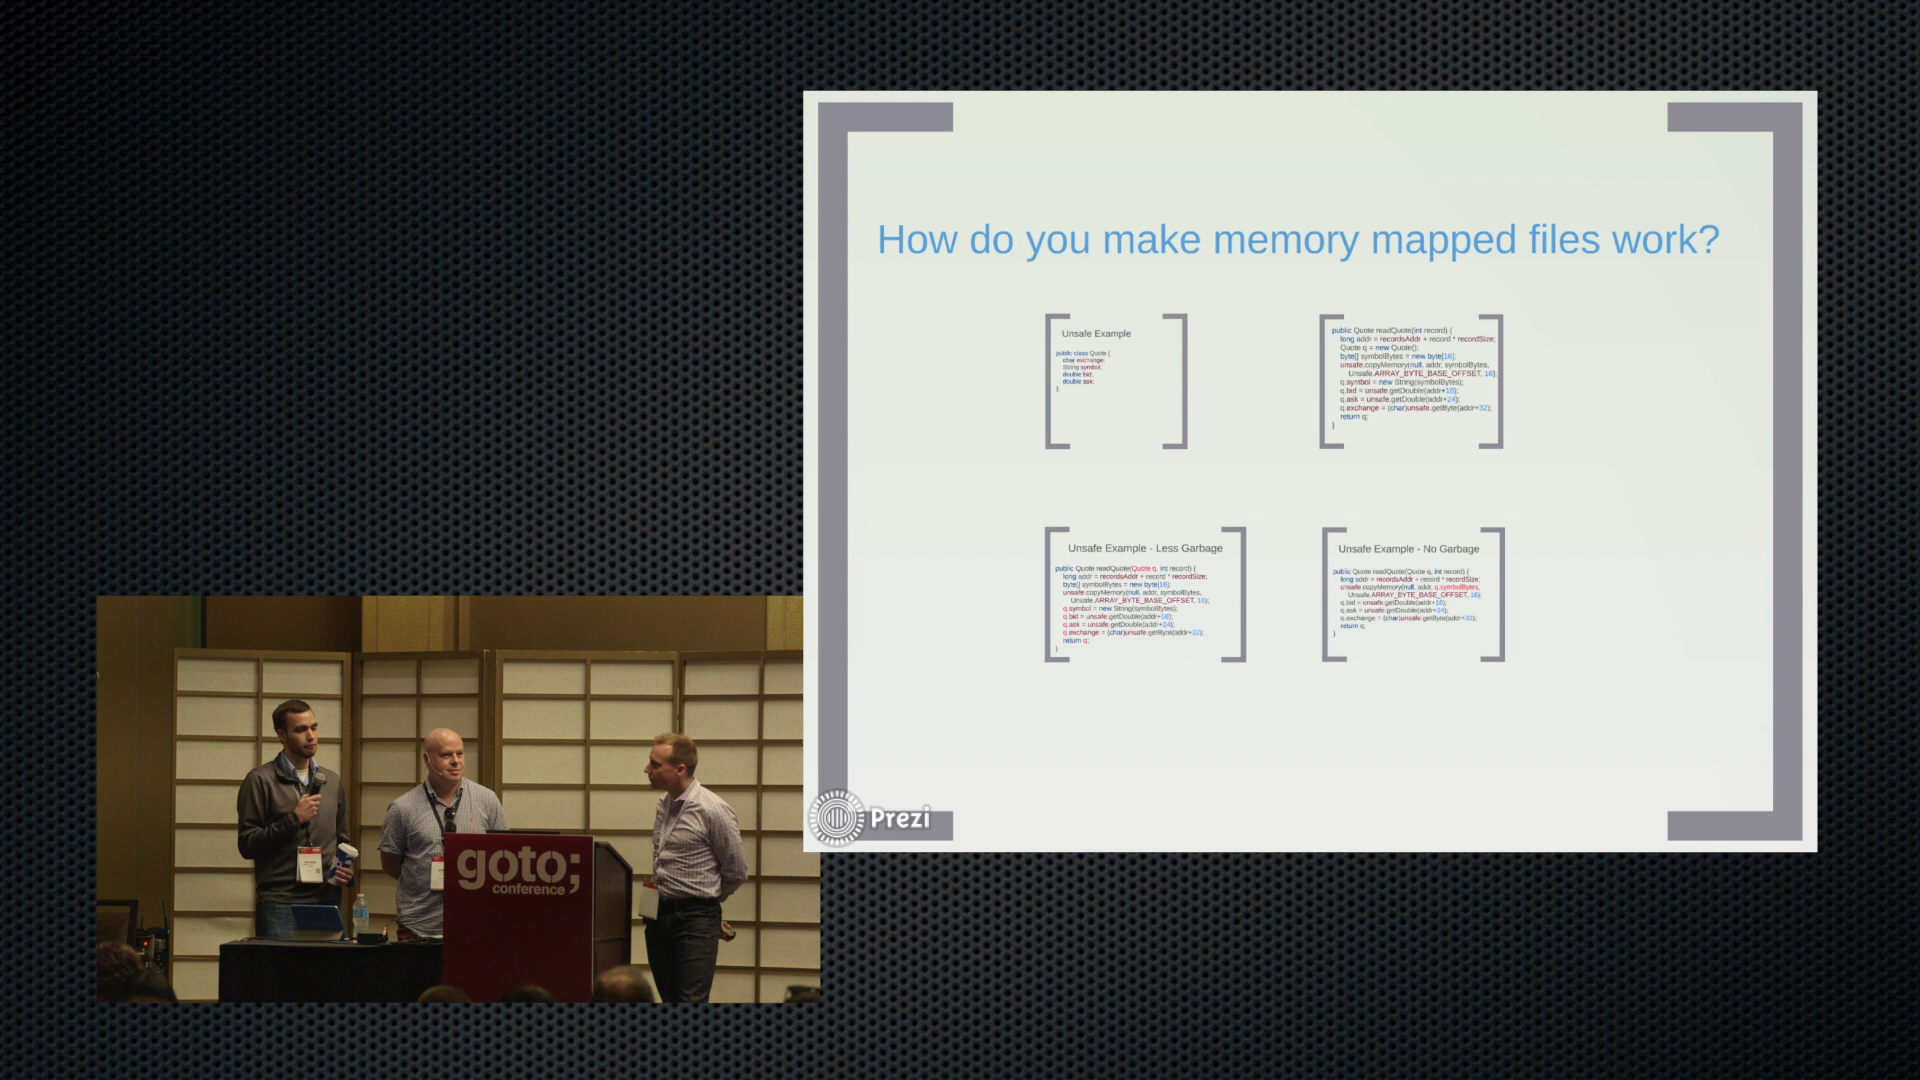 How do you make memory mapped files work?
Unsafe Example
public class Quote {
char exchange;
String symbol;
double bid;
double ask;
}
public Quote readQuote(int record) {
long addr = recordsAddr + record * recordSize;
Quote q = new Quote();
byte[] symbolBytes = new byte[16];
unsafe.copyMemory(null, addr, symbolBytes,
Unsafe.ARRAY_BYTE_BASE_OFFSET, 16);
q.symbol = new String(symbolBytes);
q.bid = unsafe.getDouble(addr+16);
q.ask = unsafe.getDouble(addr+24);
q.exchange = (char)unsafe.getByte(addr+32);
return q;
}
Unsafe Example - Less Garbage
public Quote readQuote(Quote q, int record) {
long addr = recordsAddr + record * recordSize;
byte[] symbolBytes = new byte[16];
unsafe.copyMemory(null, addr, symbolBytes,
Unsafe.ARRAY_BYTE_BASE_OFFSET, 16);
q.symbol = new String(symbolBytes);
q.bid = unsafe.getDouble(addr+16);
q.ask = unsafe.getDouble(addr+24);
q.exchange = (char)unsafe.getByte(addr+32);
return q;
}
Unsafe Example - No Garbage
public Quote readQuote(Quote q, int record) {
long addr = recordsAddr + record * recordSize;
unsafe.copyMemory(null, addr, q.symbolBytes,
Unsafe.ARRAY_BYTE_BASE_OFFSET, 16);
q.bid = unsafe.getDouble(addr+16);
q.ask = unsafe.getDouble(addr+24);
q.exchange = (char)unsafe.getByte(addr+32);
return q;
}
Prezi
goto;
conference